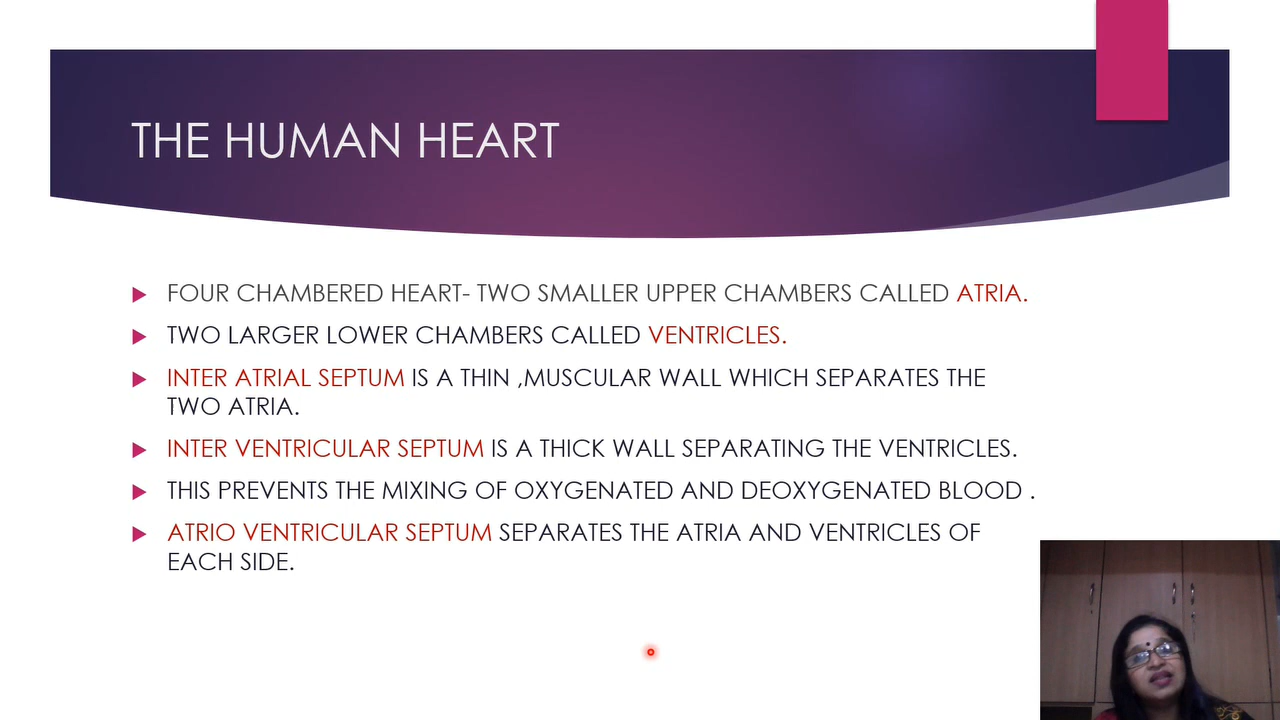 THE HUMAN HEART
FOUR CHAMBERED HEART- TWO SMALLER UPPER CHAMBERS CALLED ATRIA.
TWO LARGER LOWER CHAMBERS CALLED VENTRICLES.
INTER ATRIAL SEPTUM IS A THIN ,MUSCULAR WALL WHICH SEPARATES THE
TWO ATRIA.
INTER VENTRICULAR SEPTUM IS A THICK WALL SEPARATING THE VENTRICLES.
THIS PREVENTS THE MIXING OF OXYGENATED AND DEOXYGENATED BLOOD .
ATRIO VENTRICULAR SEPTUM SEPARATES THE ATRIA AND VENTRICLES OF
EACH SIDE.